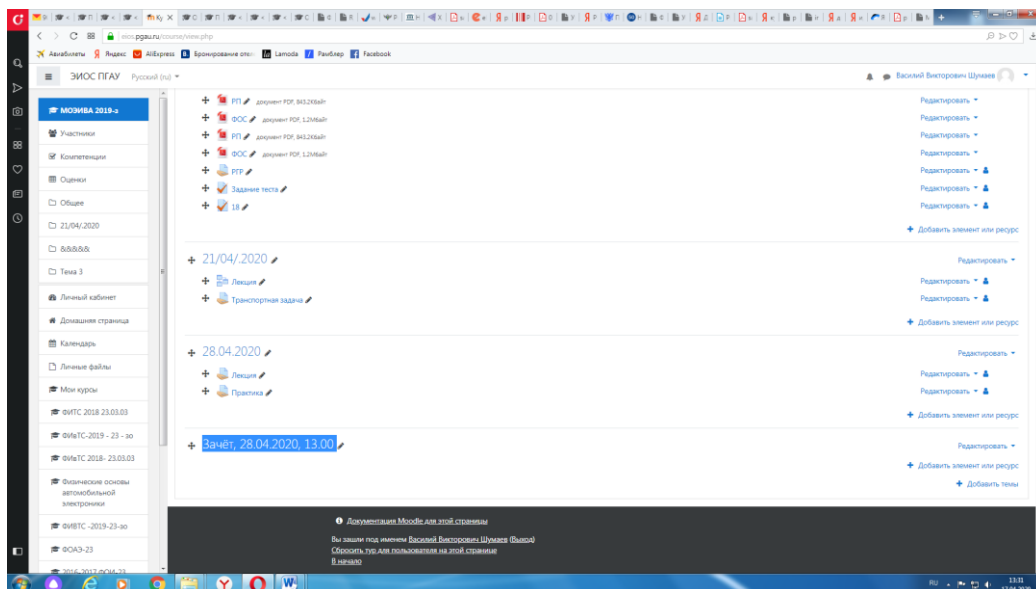 eios.pgau.ru/course/view.php
Авиабилеты Яндекс AliExpress Бронирование отел Lamoda Рамблер Facebook
ЭИОС ПГАУ Русский (ru)
Василий Викторович Шумаев
МОЭИВА 2019-з
Участники
Компетенции
Оценки
Общее
21/04/.2020
&&&&&
Тема 3
Личный кабинет
Домашняя страница
Календарь
Личные файлы
Мои курсы
ФИТС 2018 23.03.03
ФИвТС-2019 - 23 - зо
ФИвТС 2018- 23.03.03
Физические основы
автомобильной
электроники
ФИВТС -2019-23-зо
ФОАЭ-23
2016-2017 ФОИ-23
РП документ PDF, 843.2Кбайт Редактировать
ФОС документ PDF, 1.2Мбайт Редактировать
РП документ PDF, 843.2Кбайт Редактировать
ФОС документ PDF, 1.2Мбайт Редактировать
РГР Редактировать
Задание теста Редактировать
18 Редактировать
Добавить элемент или ресурс
21/04/.2020 Редактировать
Лекция Редактировать
Транспортная задача Редактировать
Добавить элемент или ресурс
28.04.2020 Редактировать
Лекция Редактировать
Практика Редактировать
Добавить элемент или ресурс
Зачёт, 28.04.2020, 13.00 Редактировать
Добавить элемент или ресурс
Добавить темы
Документация Moodle для этой страницы
Вы зашли под именем Василий Викторович Шумаев (Выход)
Сбросить тур для пользователя на этой странице
В начало
RU 13:31